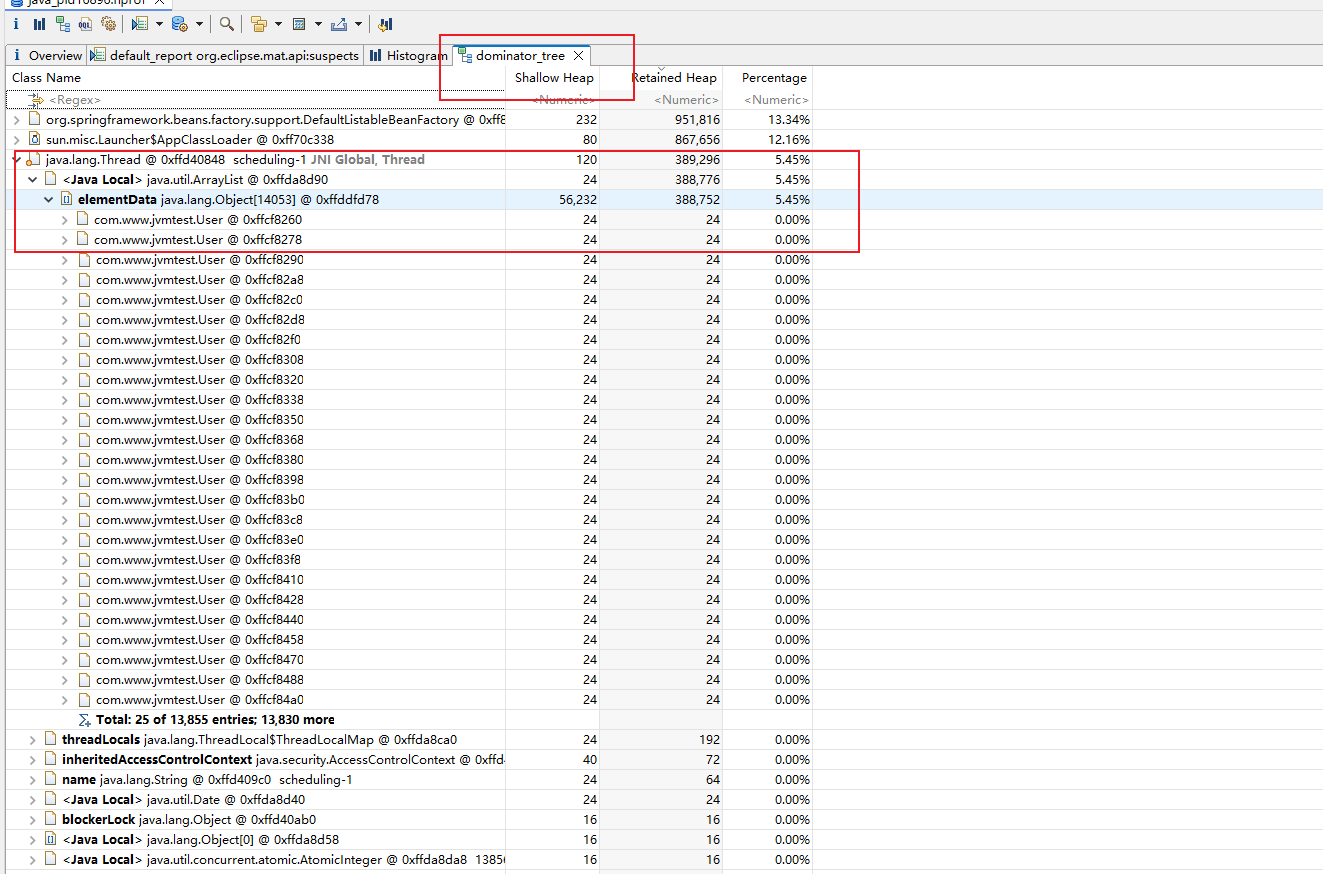 java_pid16896.hprof
Overview default_report org.eclipse.mat.api:suspects Histogram dominator_tree
Class Name Shallow Heap Retained Heap Percentage
<Regex> <Numeric> <Numeric> <Numeric>
org.springframework.beans.factory.support.DefaultListableBeanFactory @ 0xff8 232 951,816 13.34%
sun.misc.Launcher$AppClassLoader @ 0xff70c338 80 867,656 12.16%
java.lang.Thread @ 0xffd40848 scheduling-1 JNI Global, Thread 120 389,296 5.45%
<Java Local> java.util.ArrayList @ 0xffda8d90 24 388,776 5.45%
elementData java.lang.Object[14053] @ 0xffddfd78 56,232 388,752 5.45%
com.www.jvmtest.User @ 0xffcf8260 24 24 0.00%
com.www.jvmtest.User @ 0xffcf8278 24 24 0.00%
com.www.jvmtest.User @ 0xffcf8290 24 24 0.00%
com.www.jvmtest.User @ 0xffcf82a8 24 24 0.00%
com.www.jvmtest.User @ 0xffcf82c0 24 24 0.00%
com.www.jvmtest.User @ 0xffcf82d8 24 24 0.00%
com.www.jvmtest.User @ 0xffcf82f0 24 24 0.00%
com.www.jvmtest.User @ 0xffcf8308 24 24 0.00%
com.www.jvmtest.User @ 0xffcf8320 24 24 0.00%
com.www.jvmtest.User @ 0xffcf8338 24 24 0.00%
com.www.jvmtest.User @ 0xffcf8350 24 24 0.00%
com.www.jvmtest.User @ 0xffcf8368 24 24 0.00%
com.www.jvmtest.User @ 0xffcf8380 24 24 0.00%
com.www.jvmtest.User @ 0xffcf8398 24 24 0.00%
com.www.jvmtest.User @ 0xffcf83b0 24 24 0.00%
com.www.jvmtest.User @ 0xffcf83c8 24 24 0.00%
com.www.jvmtest.User @ 0xffcf83e0 24 24 0.00%
com.www.jvmtest.User @ 0xffcf83f8 24 24 0.00%
com.www.jvmtest.User @ 0xffcf8410 24 24 0.00%
com.www.jvmtest.User @ 0xffcf8428 24 24 0.00%
com.www.jvmtest.User @ 0xffcf8440 24 24 0.00%
com.www.jvmtest.User @ 0xffcf8458 24 24 0.00%
com.www.jvmtest.User @ 0xffcf8470 24 24 0.00%
com.www.jvmtest.User @ 0xffcf8488 24 24 0.00%
com.www.jvmtest.User @ 0xffcf84a0 24 24 0.00%
Total: 25 of 13,855 entries; 13,830 more
threadLocals java.lang.ThreadLocal$ThreadLocalMap @ 0xffda8ca0 24 192 0.00%
inheritedAccessControlContext java.security.AccessControlContext @ 0xffd4 40 72 0.00%
name java.lang.String @ 0xffd409c0 scheduling-1 24 64 0.00%
<Java Local> java.util.Date @ 0xffda8d40 24 24 0.00%
blockerLock java.lang.Object @ 0xffd40ab0 16 16 0.00%
<Java Local> java.lang.Object[0] @ 0xffda8d58 16 16 0.00%
<Java Local> java.util.concurrent.atomic.AtomicInteger @ 0xffda8da8 1385 16 16 0.00%